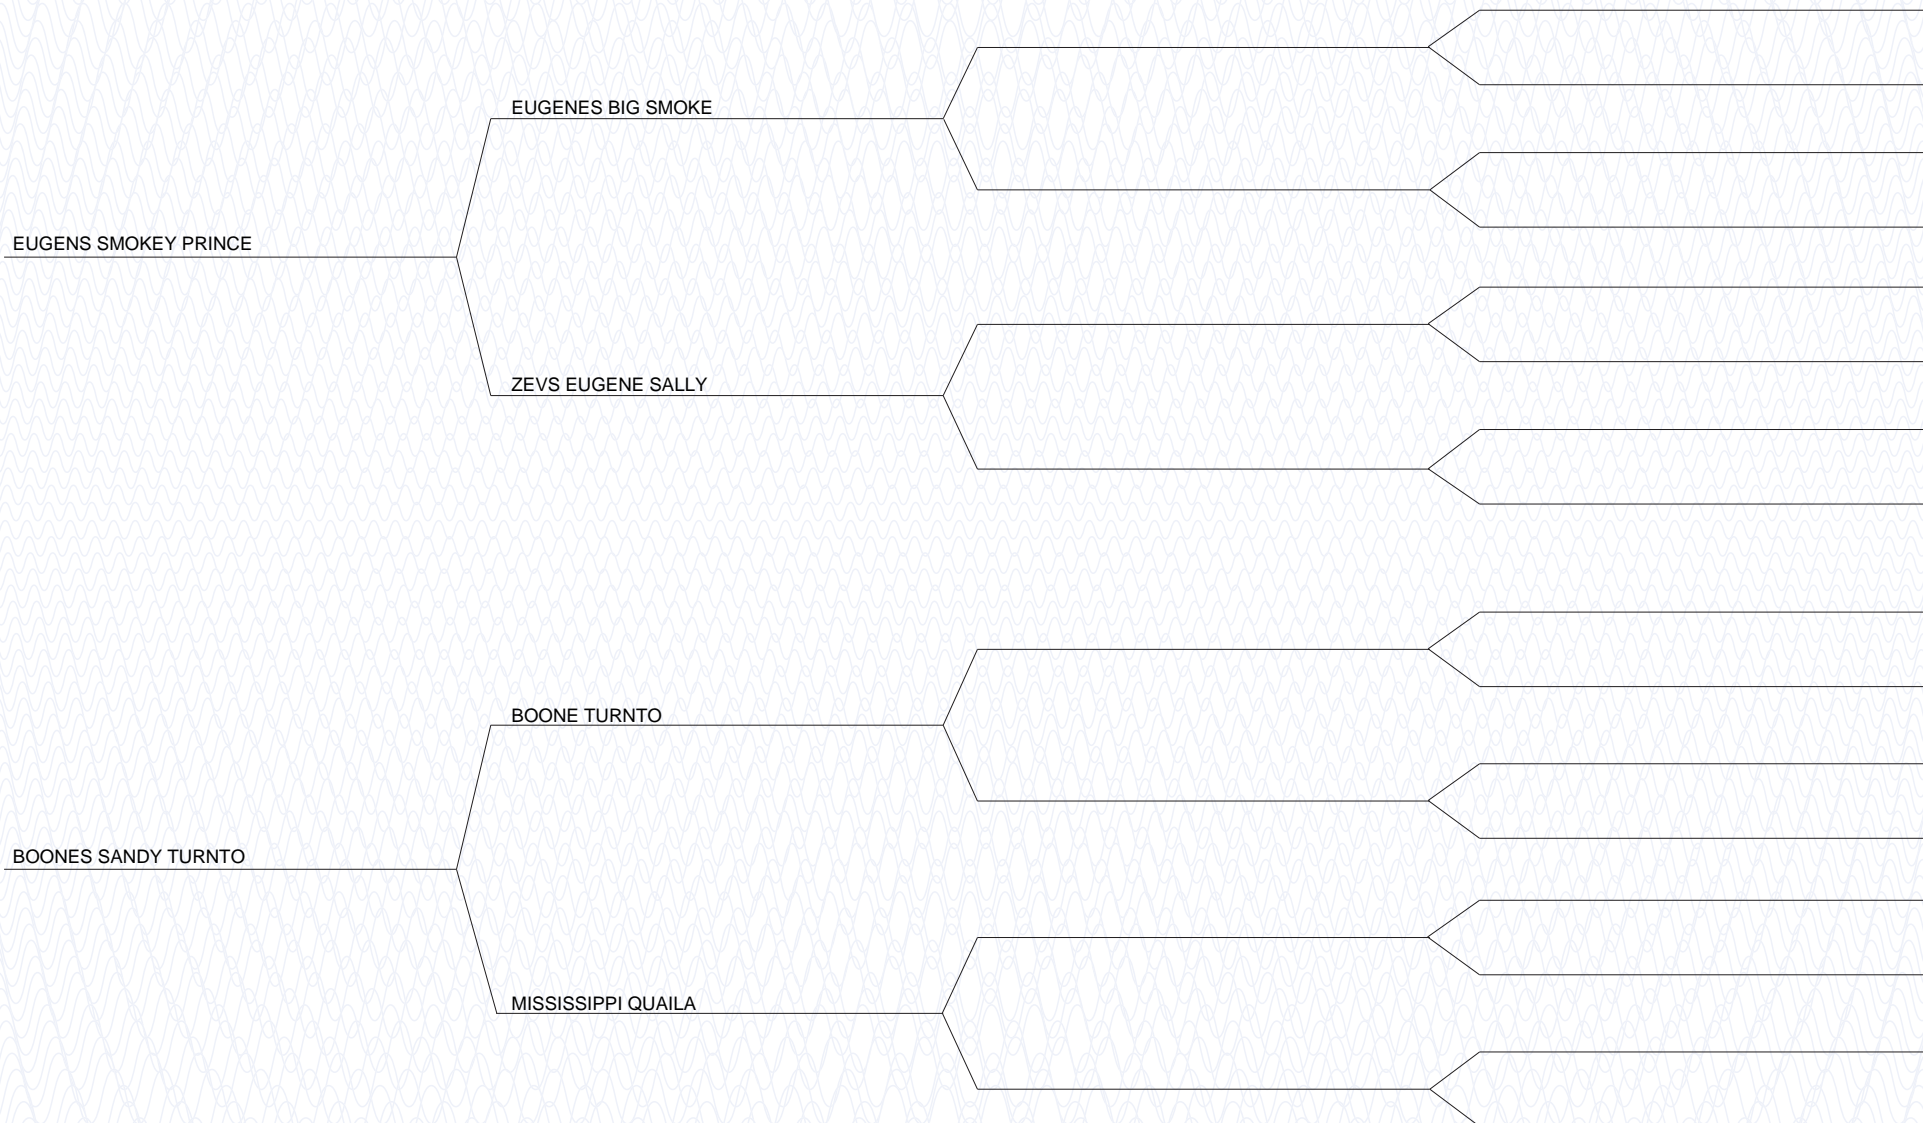 EUGENES BIG SMOKE
EUGENS SMOKEY PRINCE
ZEVS EUGENE SALLY
BOONE TURNTO
BOONES SANDY TURNTO
MISSISSIPPI QUAILA